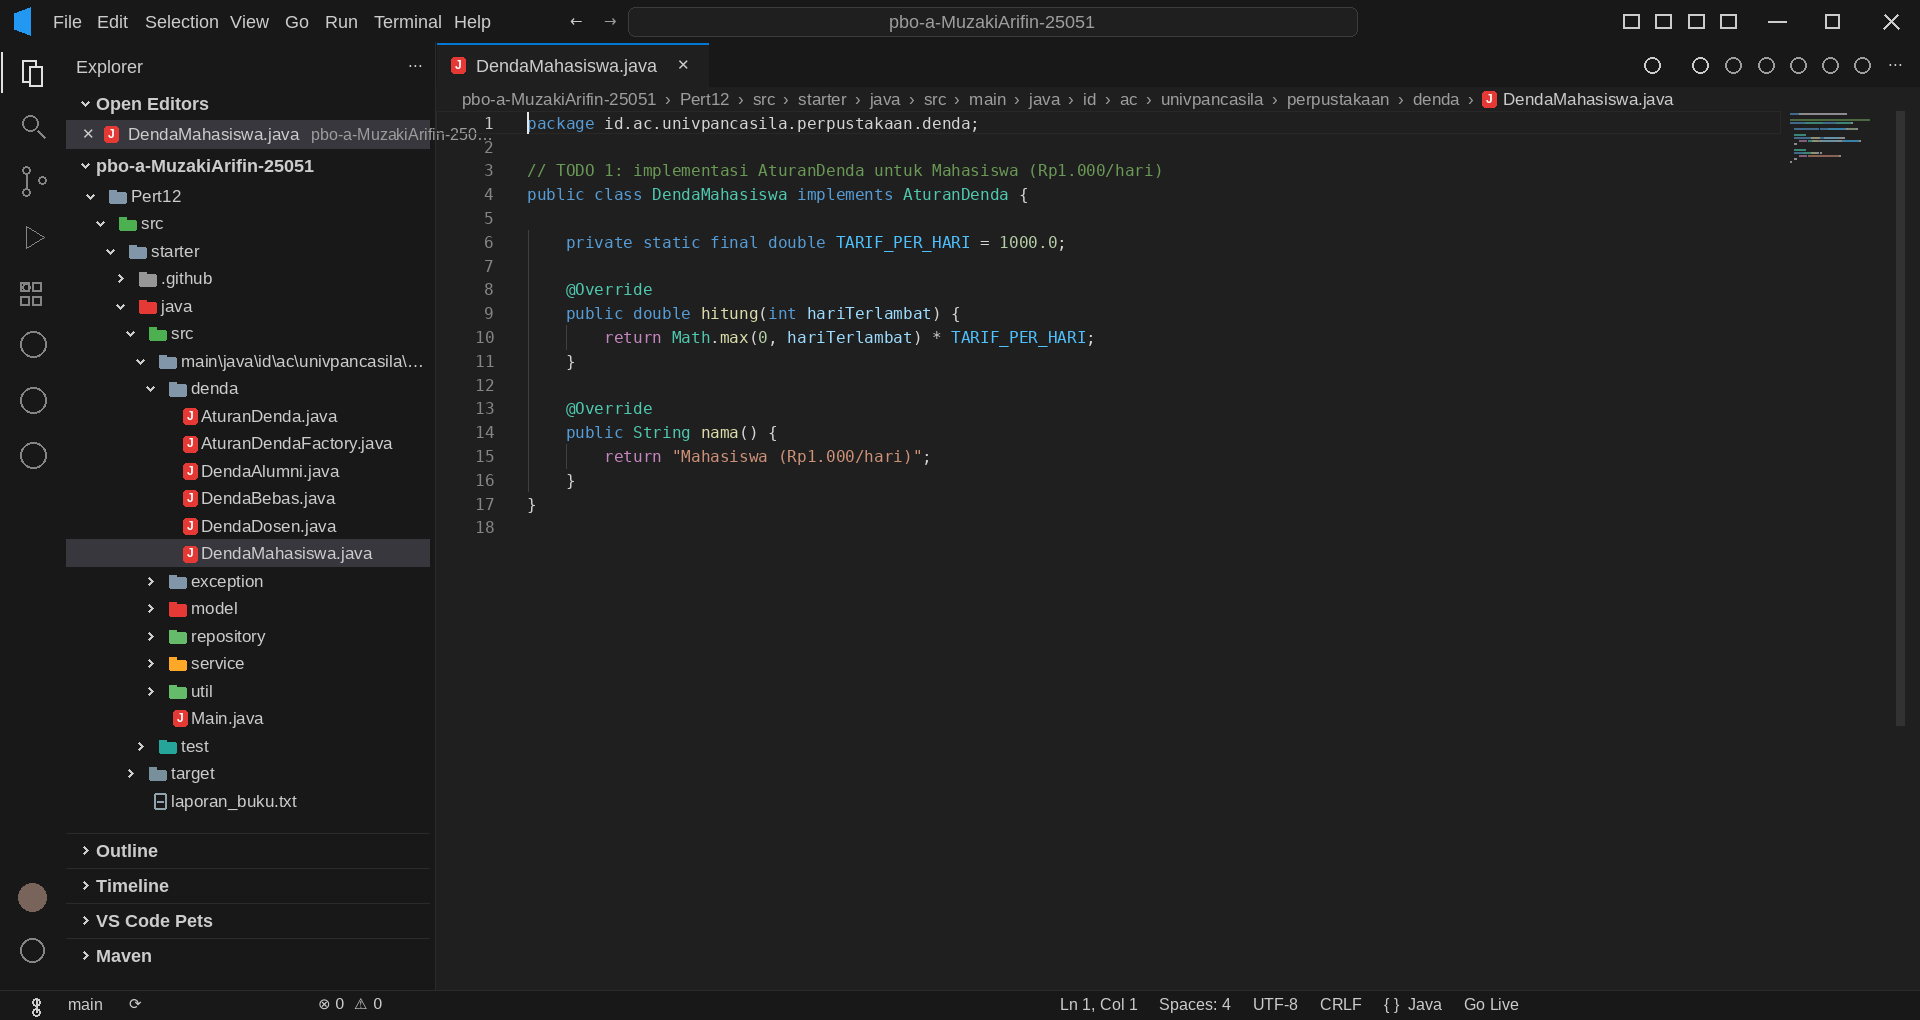 File Edit Selection View Go Run Terminal Help ← → pbo-a-MuzakiArifin-25051
Explorer ···
Open Editors
× J DendaMahasiswa.java pbo-a-MuzakiArifin-250…
pbo-a-MuzakiArifin-25051
Pert12
src
starter
.github
java
src
main\java\id\ac\univpancasila\…
denda
J AturanDenda.java
J AturanDendaFactory.java
J DendaAlumni.java
J DendaBebas.java
J DendaDosen.java
J DendaMahasiswa.java
exception
model
repository
service
util
J Main.java
test
target
laporan_buku.txt
Outline
Timeline
VS Code Pets
Maven
J DendaMahasiswa.java × ···
pbo-a-MuzakiArifin-25051 › Pert12 › src › starter › java › src › main › java › id › ac › univpancasila › perpustakaan › denda › J DendaMahasiswa.java
1 package id.ac.univpancasila.perpustakaan.denda;
2
3 // TODO 1: implementasi AturanDenda untuk Mahasiswa (Rp1.000/hari)
4 public class DendaMahasiswa implements AturanDenda {
5
6     private static final double TARIF_PER_HARI = 1000.0;
7
8     @Override
9     public double hitung(int hariTerlambat) {
10         return Math.max(0, hariTerlambat) * TARIF_PER_HARI;
11     }
12
13     @Override
14     public String nama() {
15         return "Mahasiswa (Rp1.000/hari)";
16     }
17 }
18
main ⟳ ⊗ 0 ⚠ 0 Ln 1, Col 1 Spaces: 4 UTF-8 CRLF { } Java Go Live